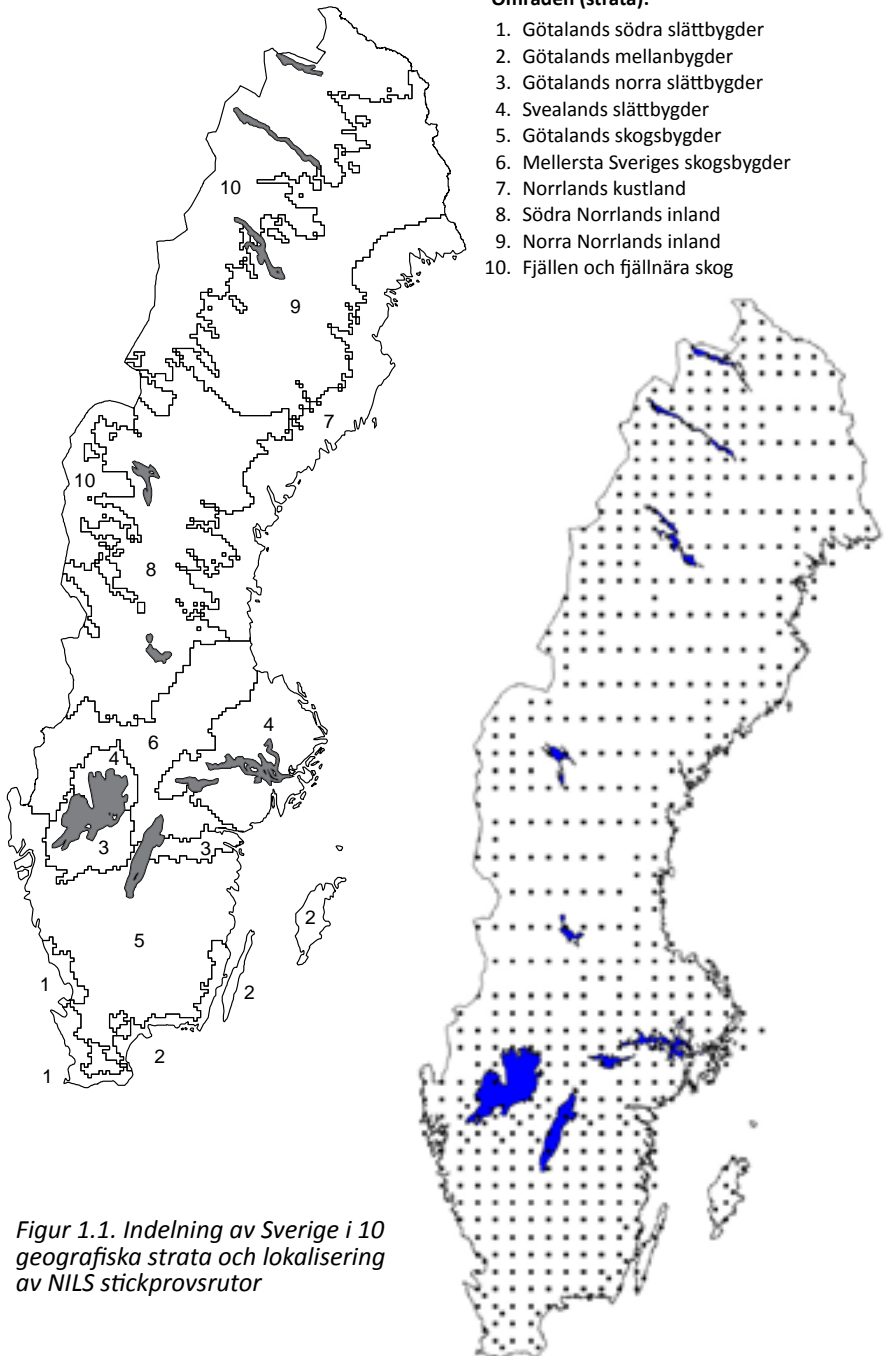 Områden (strata):
1. Götalands södra slättbygder
2. Götalands mellanbygder
3. Götalands norra slättbygder
4. Svealands slättbygder
5. Götalands skogsbygder
6. Mellersta Sveriges skogsbygder
7. Norrlands kustland
8. Södra Norrlands inland
9. Norra Norrlands inland
10. Fjällen och fjällnära skog
10
9
7
10
8
4
6
4
3
3
2
5
1
2
2
1
Figur 1.1. Indelning av Sverige i 10
geografiska strata och lokalisering
av NILS stickprovsrutor